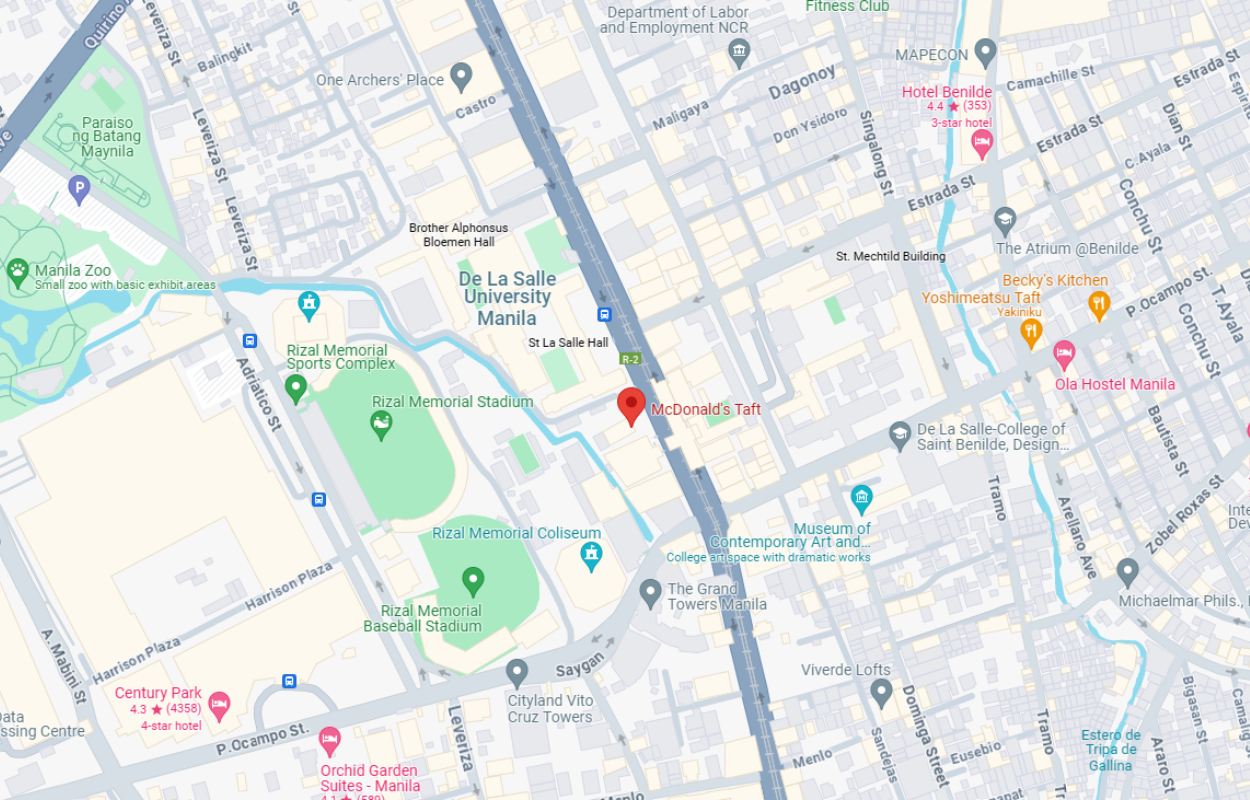 Department of Labor
and Employment NCR
Fitness Club
Quirino A
Leveriza St
St
Balingkit
One Archers' Place
Castro
Maligaya
Dagonoy
Don Ysidoro
Singalong St
MAPECON
Camachille St
Estrada St
Hotel Benilde
4.4 ★ (353)
3-star hotel
Estrada St
Dian St
Espiri
C.Ayala
Paraiso
ng Batang
Maynila
ve
P
Leveriza St
Leveriza St
Estrada St
Conchu St
The Atrium @Benilde
Brother Alphonsus
Bloemen Hall
St. Mechtild Building
Manila Zoo
Small zoo with basic exhibit areas
De La Salle
University
Manila
Becky's Kitchen
Yoshimeatsu Taft
Yakiniku
P.Ocampo St.
T. Ayala
Conchu St
St La Salle Hall
R-2
Rizal Memorial
Sports Complex
Adriatico St
Rizal Memorial Stadium
McDonald's Taft
Ola Hostel Manila
Bautista St
De La Salle-College of
Saint Benilde, Design...
Tramo
Arellano Ave
Zobel Roxas St
Inte
Dev
Museum of
Contemporary Art and...
College art space with dramatic works
Rizal Memorial Coliseum
Harrison Plaza
The Grand
Towers Manila
Michaelmar Phils., I
Rizal Memorial
Baseball Stadium
A. Mabini St
Harrison Plaza
Saygan
Viverde Lofts
Century Park
4.3 ★ (4358)
4-star hotel
Data
ssing Centre
Cityland Vito
Cruz Towers
P.Ocampo St.
Leveriza
Orchid Garden
Suites - Manila
4.1 ★ (589)
Menlo
Menlo
Sandejas
Dominga Street
Eusebio
Tramo
Estero de
Tripa de
Gallina
Araro St
Bigasan St
Camang